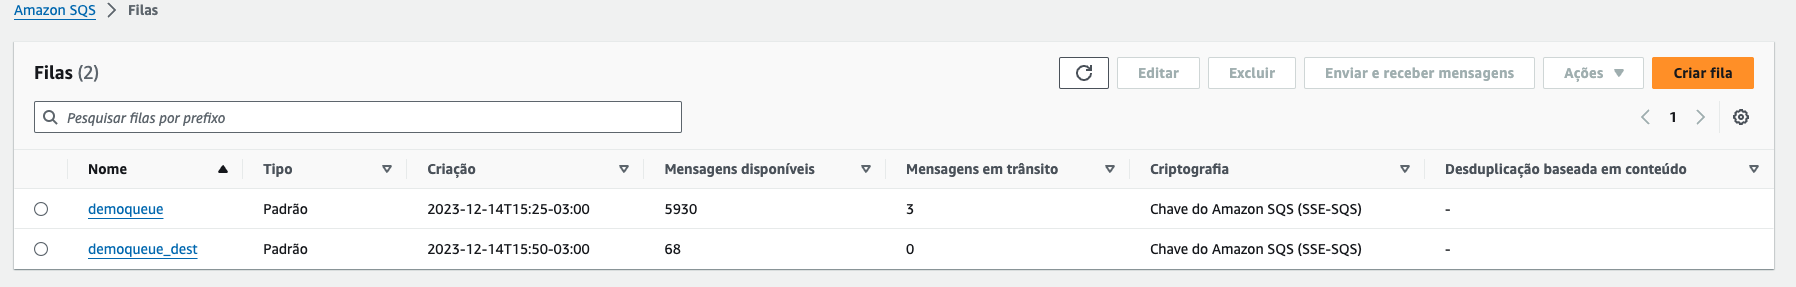 Amazon SQS > Filas
Filas (2) Editar Excluir Enviar e receber mensagens Ações Criar fila
Pesquisar filas por prefixo 1
Nome Tipo Criação Mensagens disponíveis Mensagens em trânsito Criptografia Desduplicação baseada em conteúdo
demoqueue Padrão 2023-12-14T15:25-03:00 5930 3 Chave do Amazon SQS (SSE-SQS) -
demoqueue_dest Padrão 2023-12-14T15:50-03:00 68 0 Chave do Amazon SQS (SSE-SQS) -